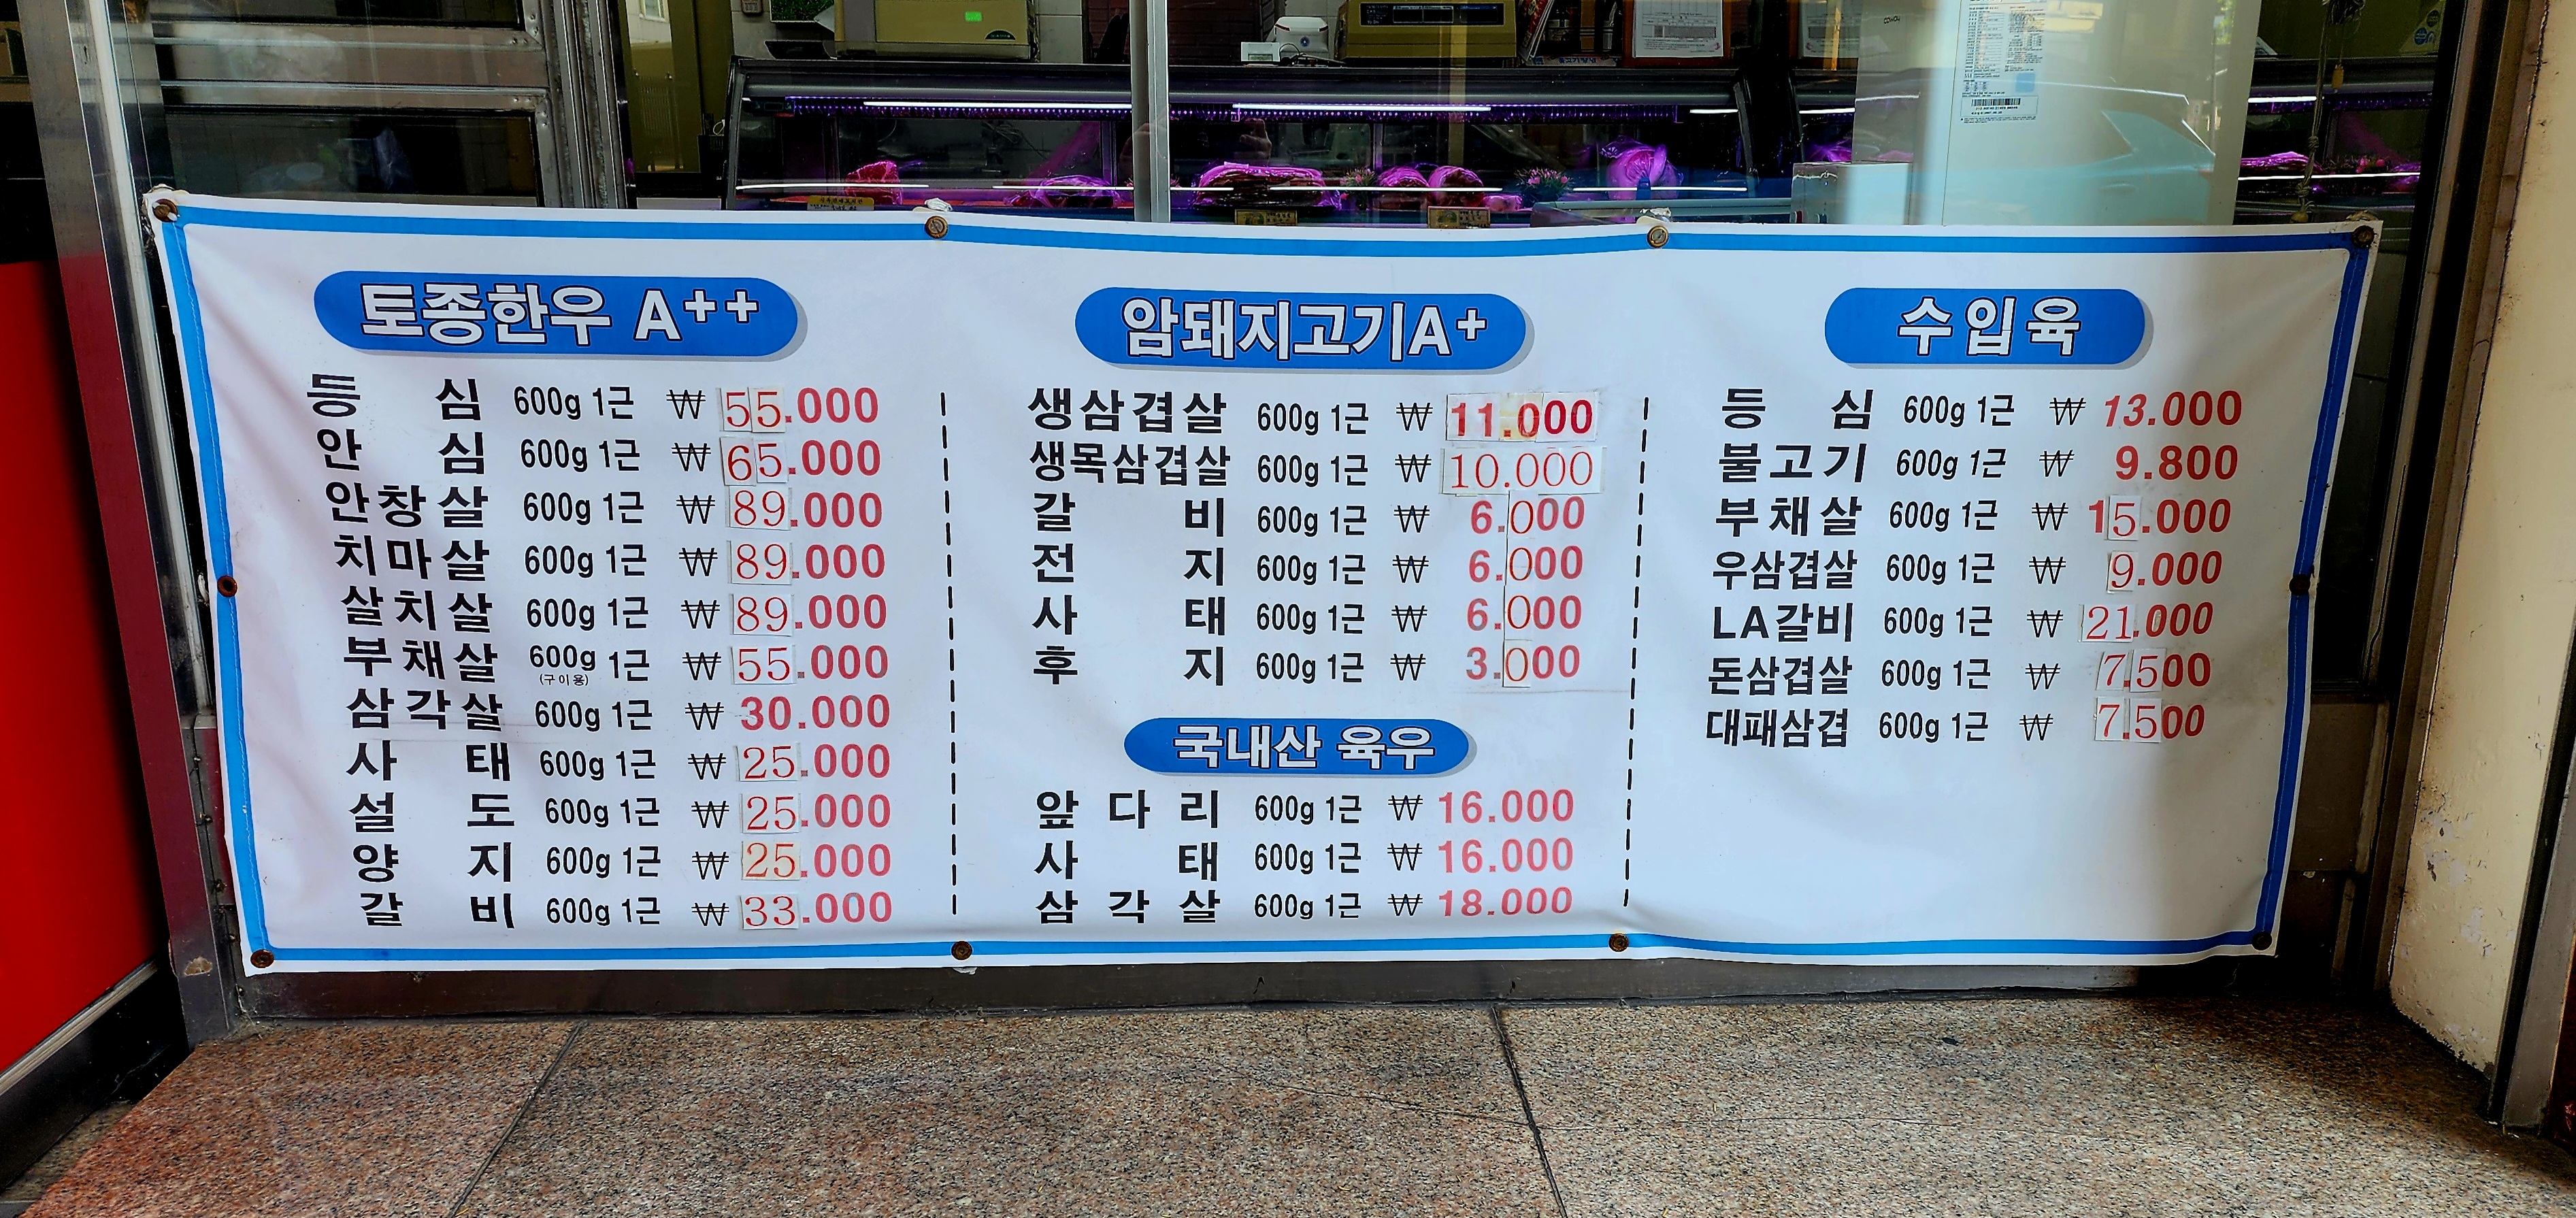 토종한우 A++
등 심 600g 1근 ₩ 55.000
안 심 600g 1근 ₩ 65.000
안창살 600g 1근 ₩ 89.000
치마살 600g 1근 ₩ 89.000
살치살 600g 1근 ₩ 89.000
부채살 600g 1근 ₩ 55.000
(구이용)
삼각살 600g 1근 ₩ 30.000
사 태 600g 1근 ₩ 25.000
설 도 600g 1근 ₩ 25.000
양 지 600g 1근 ₩ 25.000
갈 비 600g 1근 ₩ 33.000
암돼지고기A+
생삼겹살 600g 1근 ₩ 11.000
생목삼겹살 600g 1근 ₩ 10.000
갈 비 600g 1근 ₩ 6.000
전 지 600g 1근 ₩ 6.000
사 태 600g 1근 ₩ 6.000
후 지 600g 1근 ₩ 3.000
국내산 육우
앞다리 600g 1근 ₩ 16.000
사 태 600g 1근 ₩ 16.000
삼각살 600g 1근 ₩ 18.000
수입육
등 심 600g 1근 ₩ 13.000
불고기 600g 1근 ₩ 9.800
부채살 600g 1근 ₩ 15.000
우삼겹살 600g 1근 ₩ 9.000
LA갈비 600g 1근 ₩ 21.000
돈삼겹살 600g 1근 ₩ 7.500
대패삼겹 600g 1근 ₩ 7.500